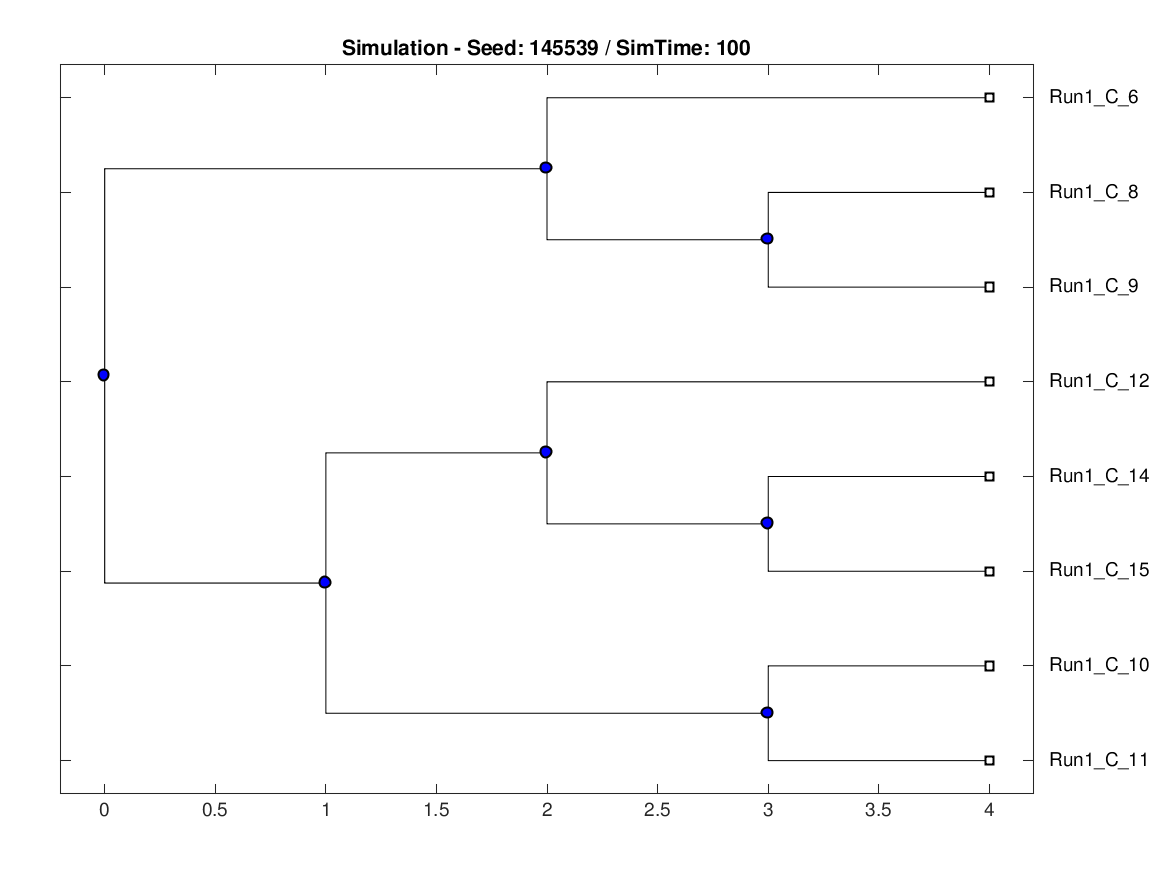 Simulation - Seed: 145539 / SimTime: 100
Run1_C_6
Run1_C_8
Run1_C_9
Run1_C_12
Run1_C_14
Run1_C_15
Run1_C_10
Run1_C_11
0 0.5 1 1.5 2 2.5 3 3.5 4